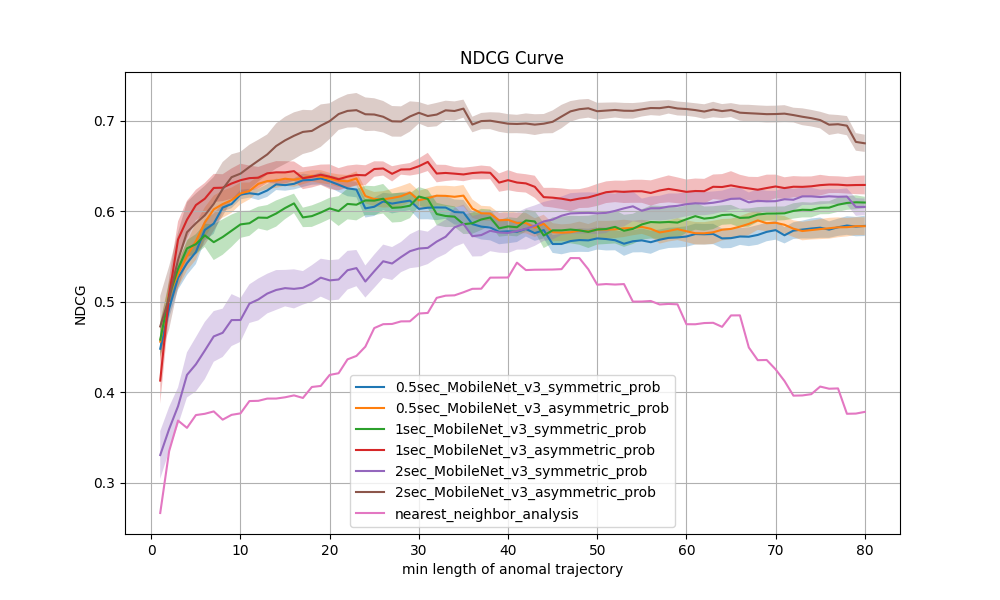 NDCG Curve
NDCG
0.7
0.6
0.5
0.4
0.3
0.5sec_MobileNet_v3_symmetric_prob
0.5sec_MobileNet_v3_asymmetric_prob
1sec_MobileNet_v3_symmetric_prob
1sec_MobileNet_v3_asymmetric_prob
2sec_MobileNet_v3_symmetric_prob
2sec_MobileNet_v3_asymmetric_prob
nearest_neighbor_analysis
0 10 20 30 40 50 60 70 80
min length of anomal trajectory